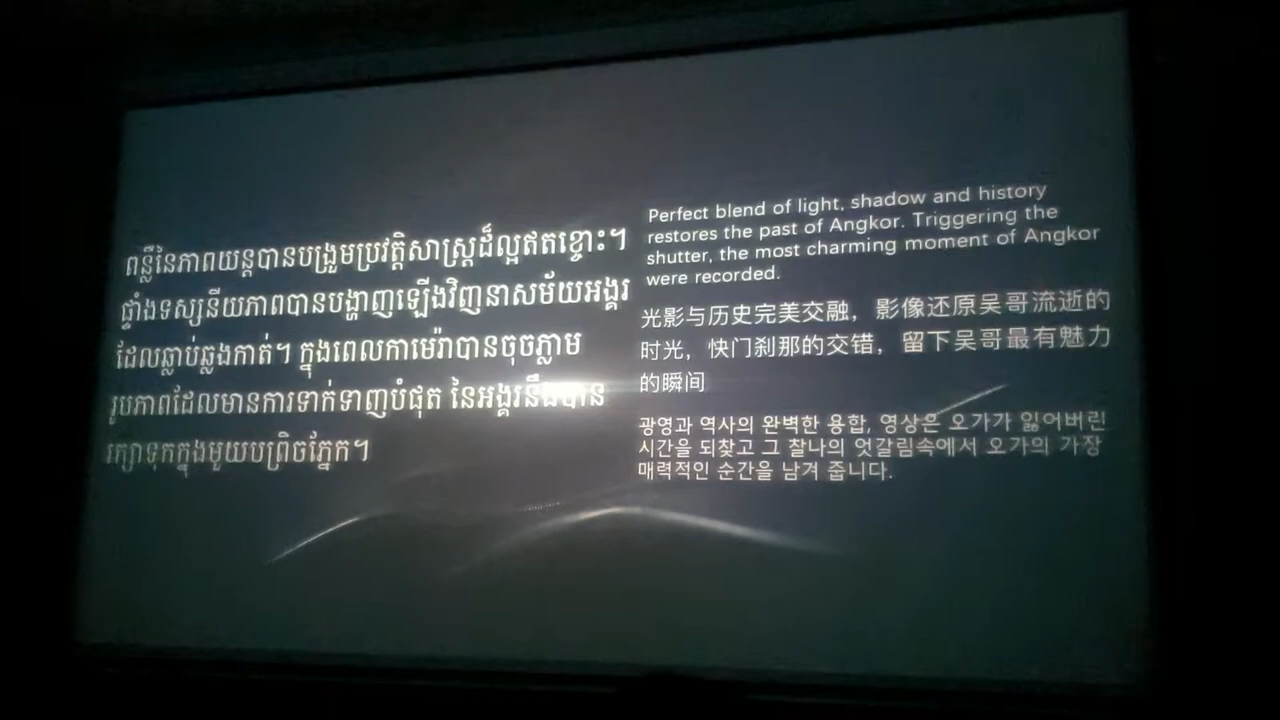 ពន្លឺនៃភាពយន្តបានបង្រួមប្រវត្តិសាស្ត្រដ៏ល្អឥតខ្ចោះ។
ផ្ទាំងទស្សនីយភាពបានបង្ហាញឡើងវិញនាសម័យអង្គរ
ដែលធ្លាប់ឆ្លងកាត់។ ក្នុងពេលកាមេរ៉ាបានចុចភ្លាម
រូបភាពដែលមានការទាក់ទាញបំផុត នៃអង្គរនឹងបាន
រក្សាទុកក្នុងមួយបព្រិចភ្នែក។
Perfect blend of light, shadow and history
restores the past of Angkor. Triggering the
shutter, the most charming moment of Angkor
were recorded.
光影与历史完美交融，影像还原吴哥流逝的
时光，快门刹那的交错，留下吴哥最有魅力
的瞬间
광영과 역사의 완벽한 융합, 영상은 오가가 잃어버린
시간을 되찾고 그 찰나의 엇갈림속에서 오가의 가장
매력적인 순간을 남겨 줍니다.